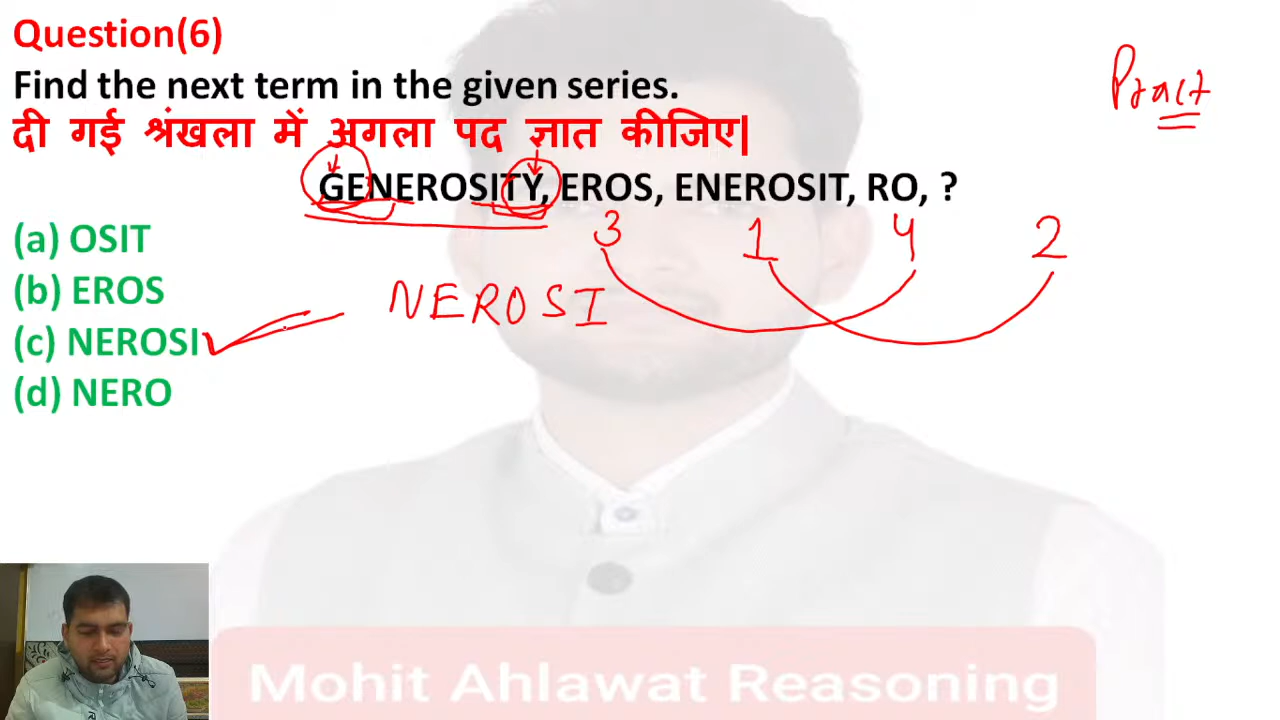 Question(6)
Pract
Find the next term in the given series.
दी गई श्रंखला में अगला पद ज्ञात कीजिए|
GENEROSITY, EROS, ENEROSIT, RO, ?
3 1 4 2
(a) OSIT
(b) EROS
NEROSI
(c) NEROSI
(d) NERO
Mohit Ahlawat Reasoning